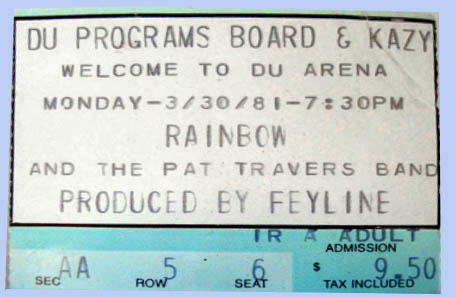 DU PROGRAMS BOARD & KAZY
WELCOME TO DU ARENA
MONDAY-3/30/81-7:30PM
RAINBOW
AND THE PAT TRAVERS BAND
PRODUCED BY FEYLINE
IR A ADULT
ADMISSION
SEC AA ROW 5 SEAT 6 $ 9.50
TAX INCLUDED